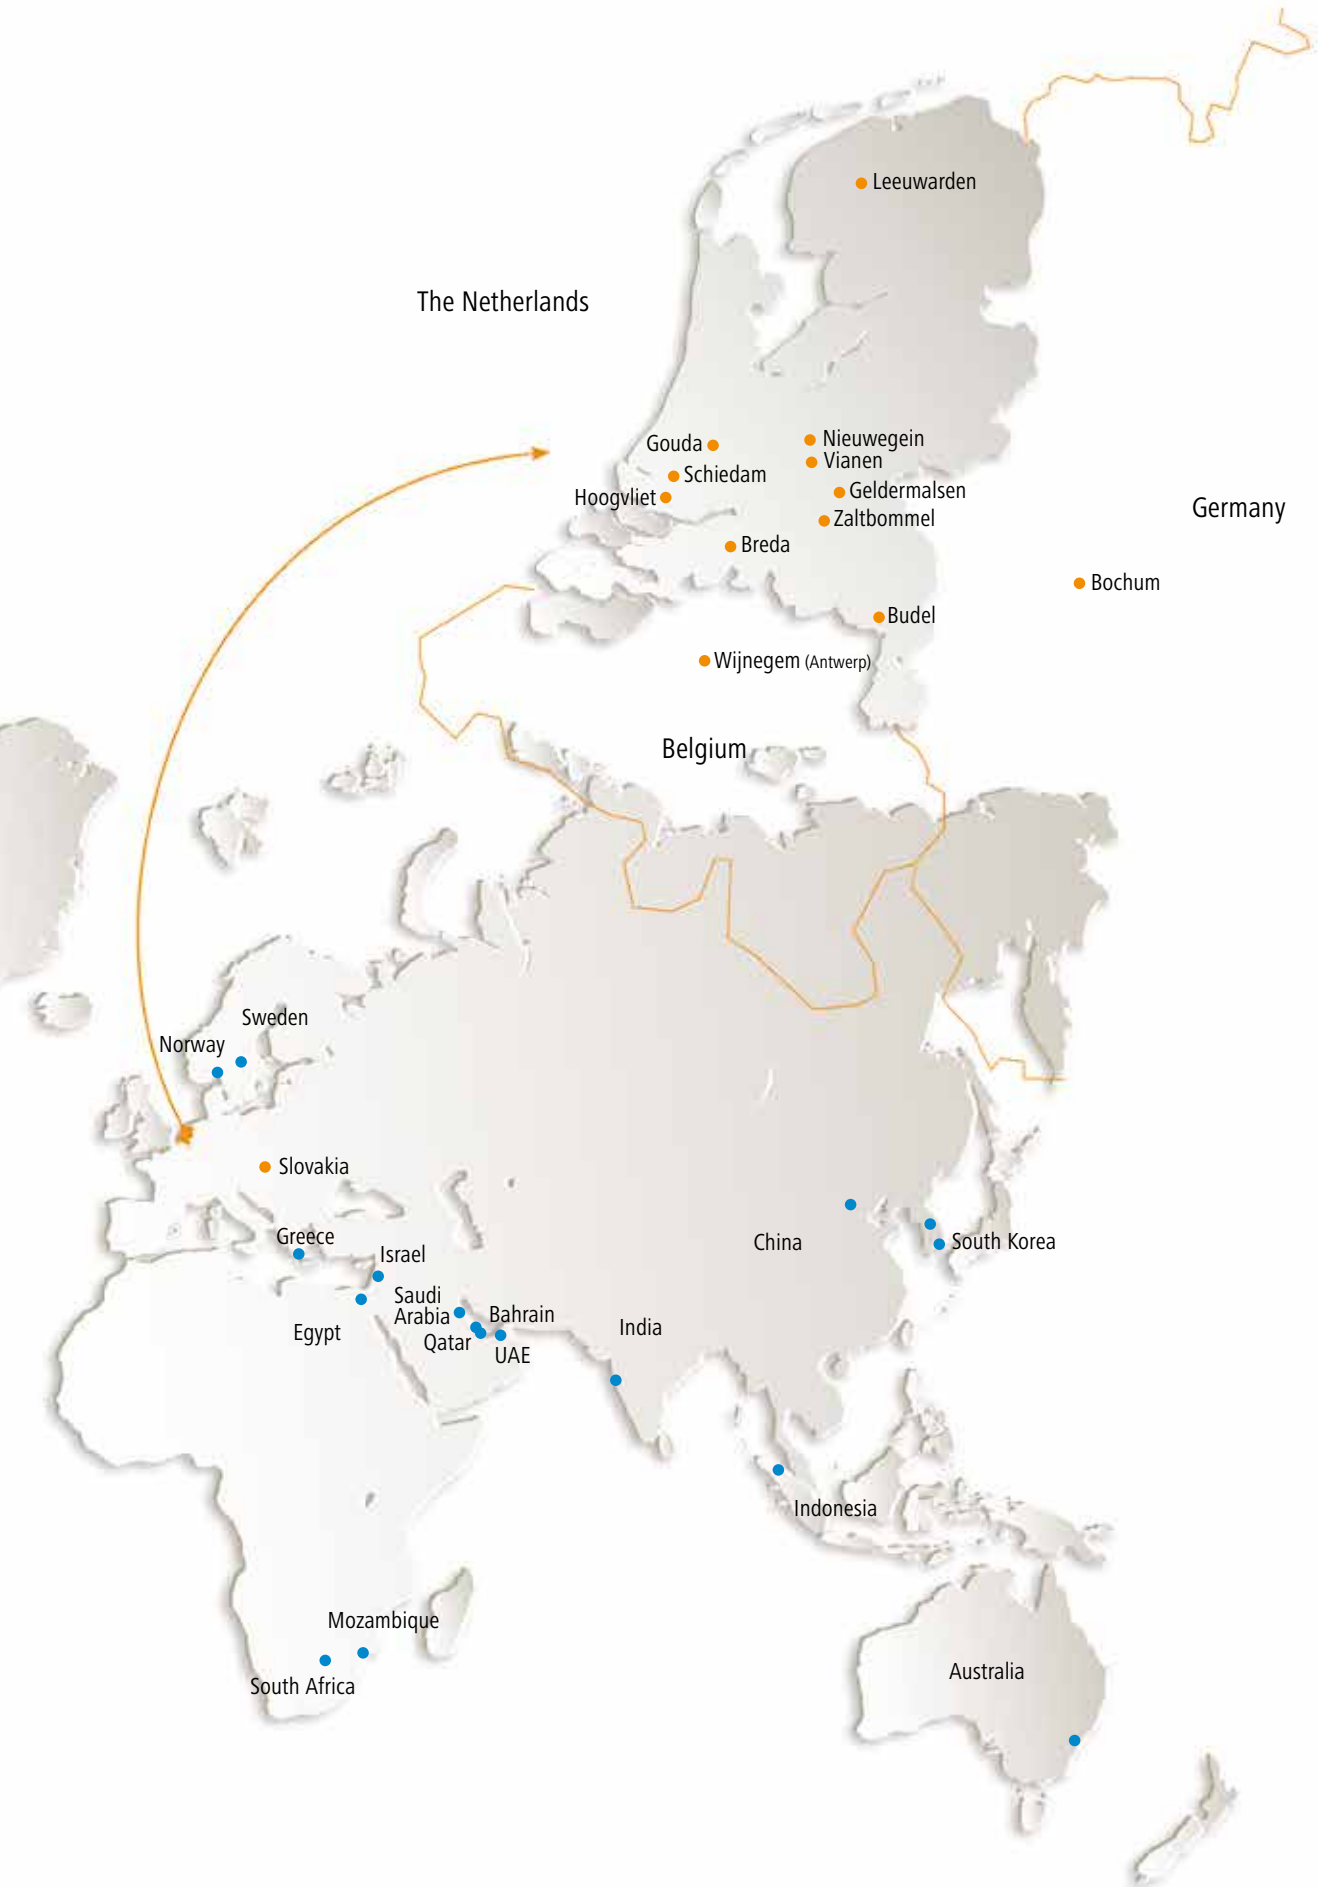 Leeuwarden
The Netherlands
Nieuwegein
Gouda
Vianen
Schiedam
Geldermalsen
Hoogvliet
Germany
Zaltbommel
Breda
Bochum
Budel
Wijnegem (Antwerp)
Belgium
Sweden
Norway
Slovakia
Greece
China
South Korea
Israel
Saudi
Arabia
Bahrain
Egypt
Qatar
India
UAE
Indonesia
Mozambique
Australia
South Africa